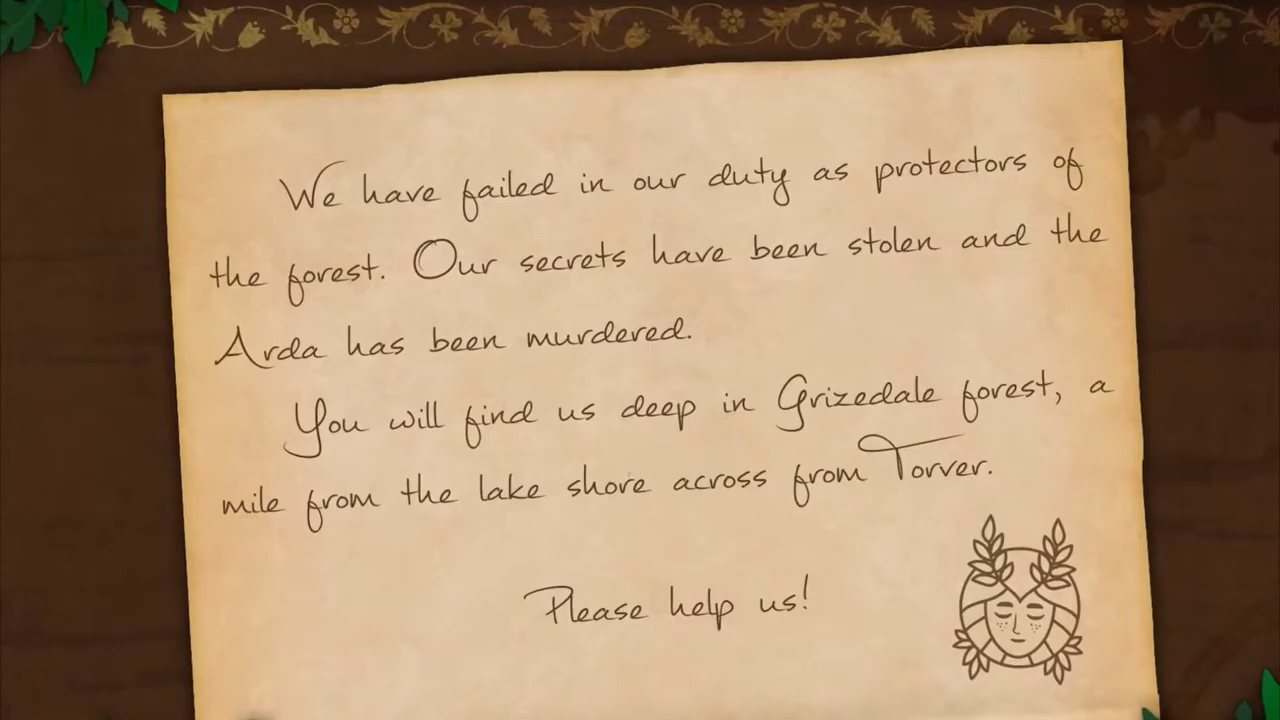 We have failed in our duty as protectors of
the forest. Our secrets have been stolen and the
Arda has been murdered.
You will find us deep in Grizedale forest, a
mile from the lake shore across from Torver.
Please help us!